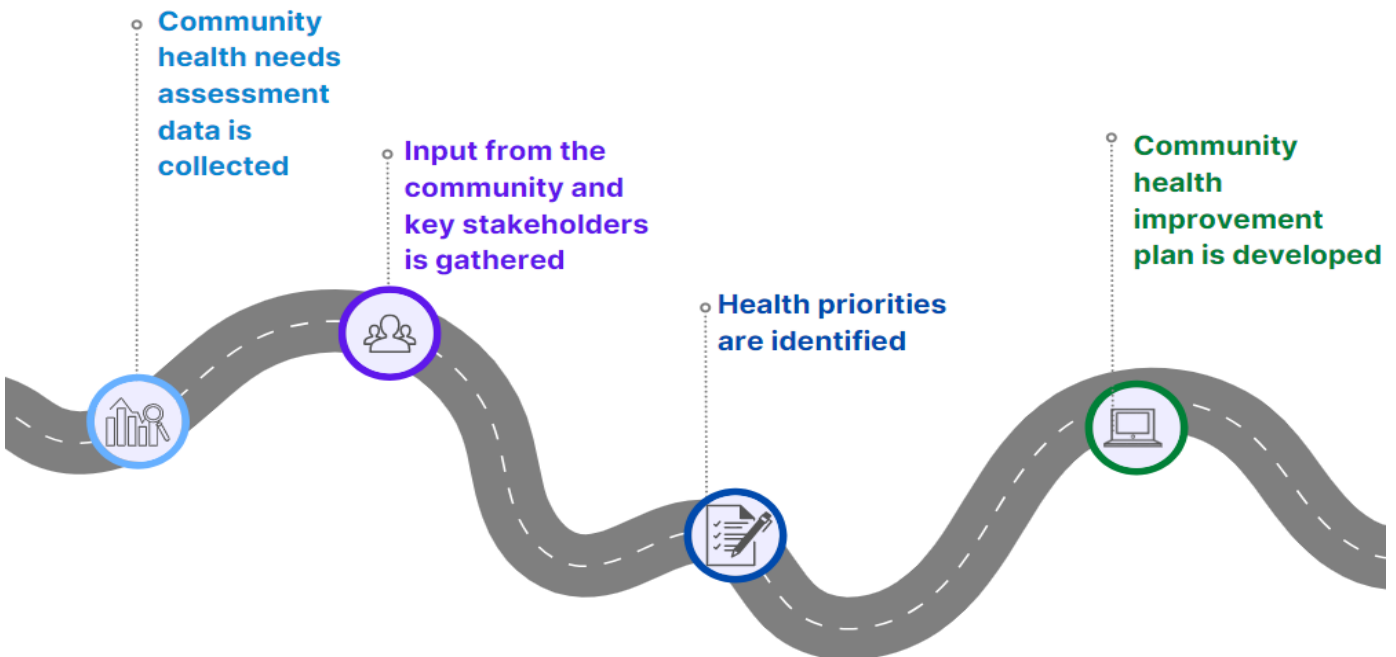 Community
health needs
assessment
data is
collected
Input from the
community and
key stakeholders
is gathered
Health priorities
are identified
Community
health
improvement
plan is developed